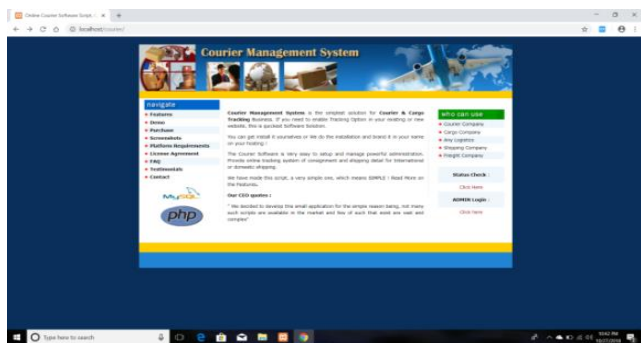 Online Courier Software Script
localhost/courier/
Courier Management System
navigate
Features
Demo
Purchase
Screenshots
Platform Requirements
License Agreement
FAQ
Testimonials
Contact
MySQL
php
Courier Management System is the simplest solution for Courier & Cargo
Tracking Business. If you need to enable Tracking Option in your existing or new
website, this is quickest Software Solution.
You can get install it ourselves or We do the installation and brand it in your name
on your hosting !
The Courier Software is very easy to setup and manage powerful administration.
Provide online tracking system of consignment and shipping detail for international
or domestic shipping.
We have made this script, a very simple one, which means SIMPLE ! Read More on
the Features.
Our CEO quotes :
" We decided to develop this small application for the simple reason being, not many
such scripts are available in the market and few of such that exist are vast and
complex"
who can use
Courier Company
Cargo Company
Any Logistics
Shipping Company
Freight Company
Status Check :
Click Here
ADMIN Login :
Click Here
Type here to search
10:42 PM